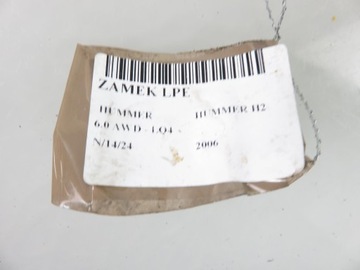 ZAMEK LPE
HUMMER HUMMER H2
6.0 AWD - LQ4 -
N/14/24 2006